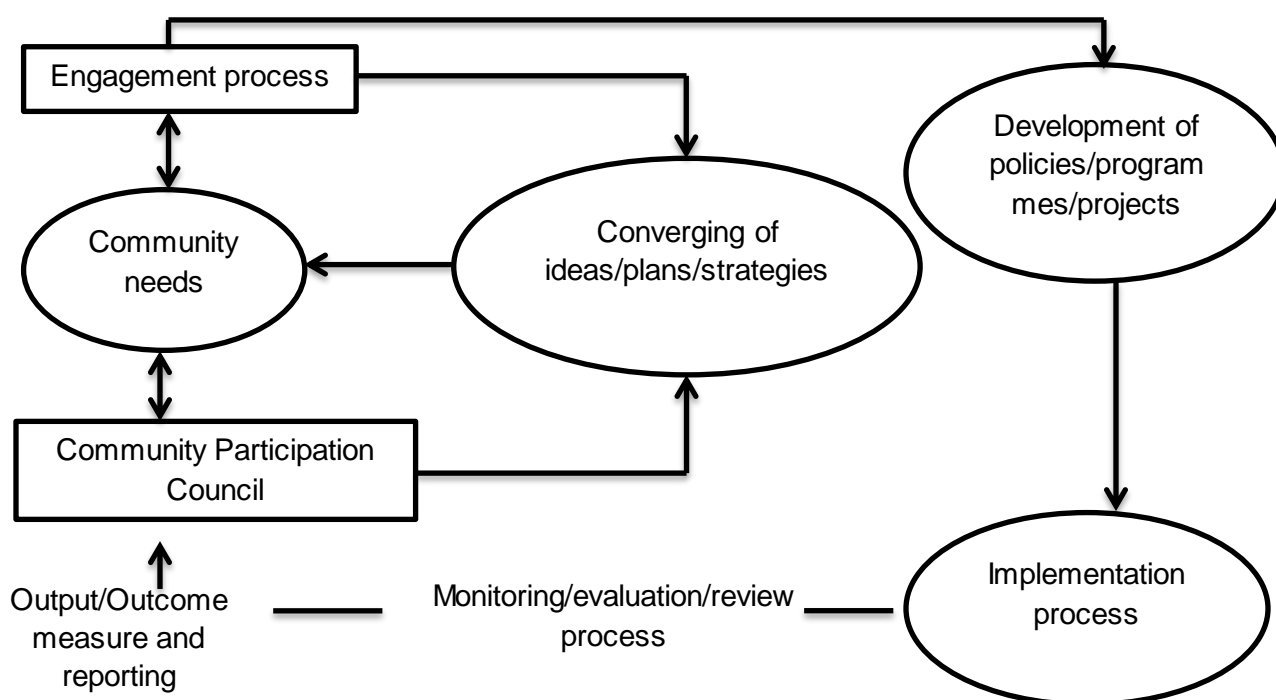 Engagement process
Development of
policies/program
mes/projects
Community
needs
Converging of
ideas/plans/strategies
Community Participation
Council
Output/Outcome
measure and
reporting
Monitoring/evaluation/review
process
Implementation
process